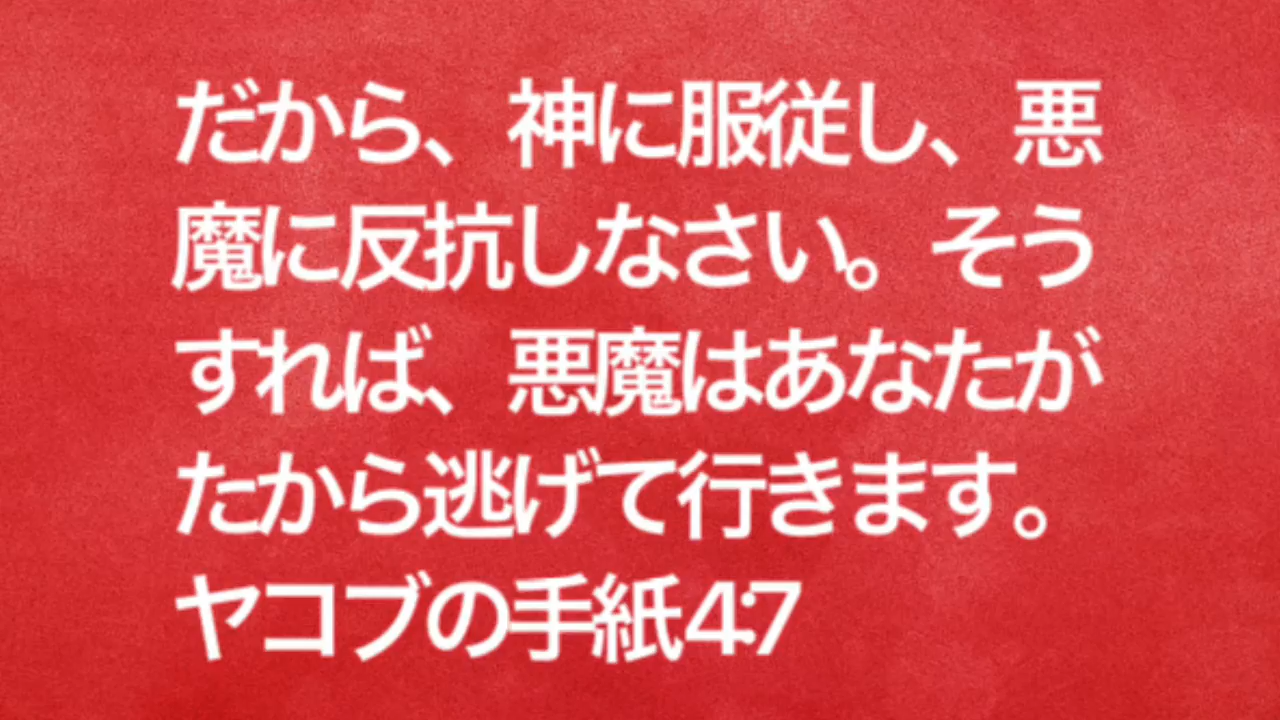 だから、神に服従し、悪
魔に反抗しなさい。そう
すれば、悪魔はあなたが
たから逃げて行きます。
ヤコブの手紙4:7